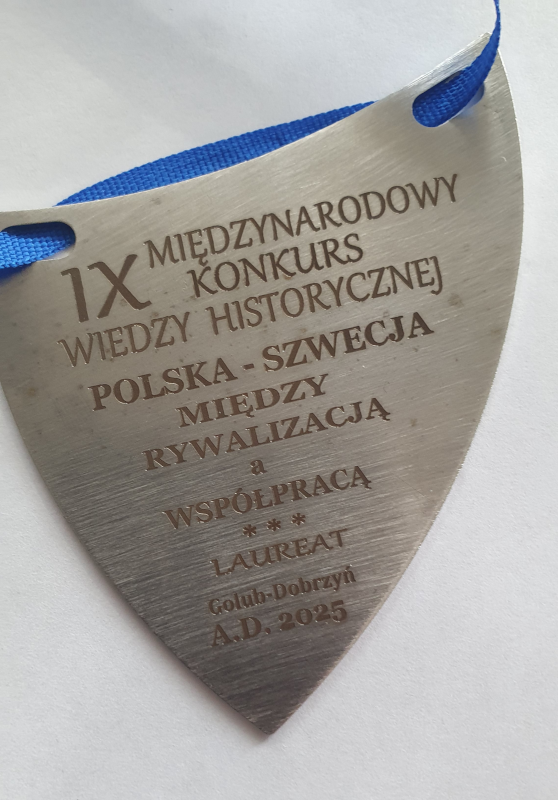 IX MIĘDZYNARODOWY
KONKURS
WIEDZY HISTORYCZNEJ
POLSKA - SZWECJA
MIĘDZY
RYWALIZACJĄ
a
WSPÓŁPRACĄ
* * *
LAUREAT
Golub-Dobrzyń
A.D. 2025